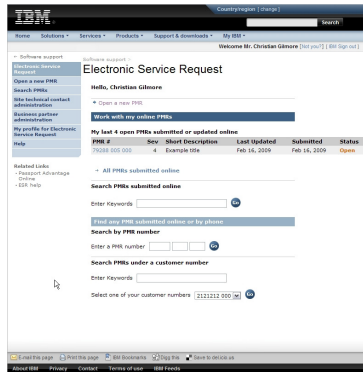 Country/region [ change ]
IBM
Search
Home Solutions Services Products Support & downloads My IBM
Welcome Mr. Christian Gilmore [Not you?] [IBM Sign out]
Software support
Electronic Service Request
Open a new PMR
Search PMRs
Site technical contact administration
Business partner administration
My profile for Electronic Service Request
Help
Related Links
Passport Advantage Online
ESR help
Software support
Electronic Service Request
Hello, Christian Gilmore
Open a new PMR
Work with my online PMRs
My last 4 open PMRs submitted or updated online
PMR # Sev Short Description Last Updated Submitted Status
79288 005 000 4 Example title Feb 16, 2009 Feb 16, 2009 Open
All PMRs submitted online
Search PMRs submitted online
Enter Keywords Go
Find any PMR submitted online or by phone
Search by PMR number
Enter a PMR number Go
Search PMRs under a customer number
Enter Keywords
Select one of your customer numbers 2121212 000 Go
E-mail this page Print this page IBM Bookmarks Digg this Save to del.icio.us
About IBM Privacy Contact Terms of use IBM Feeds